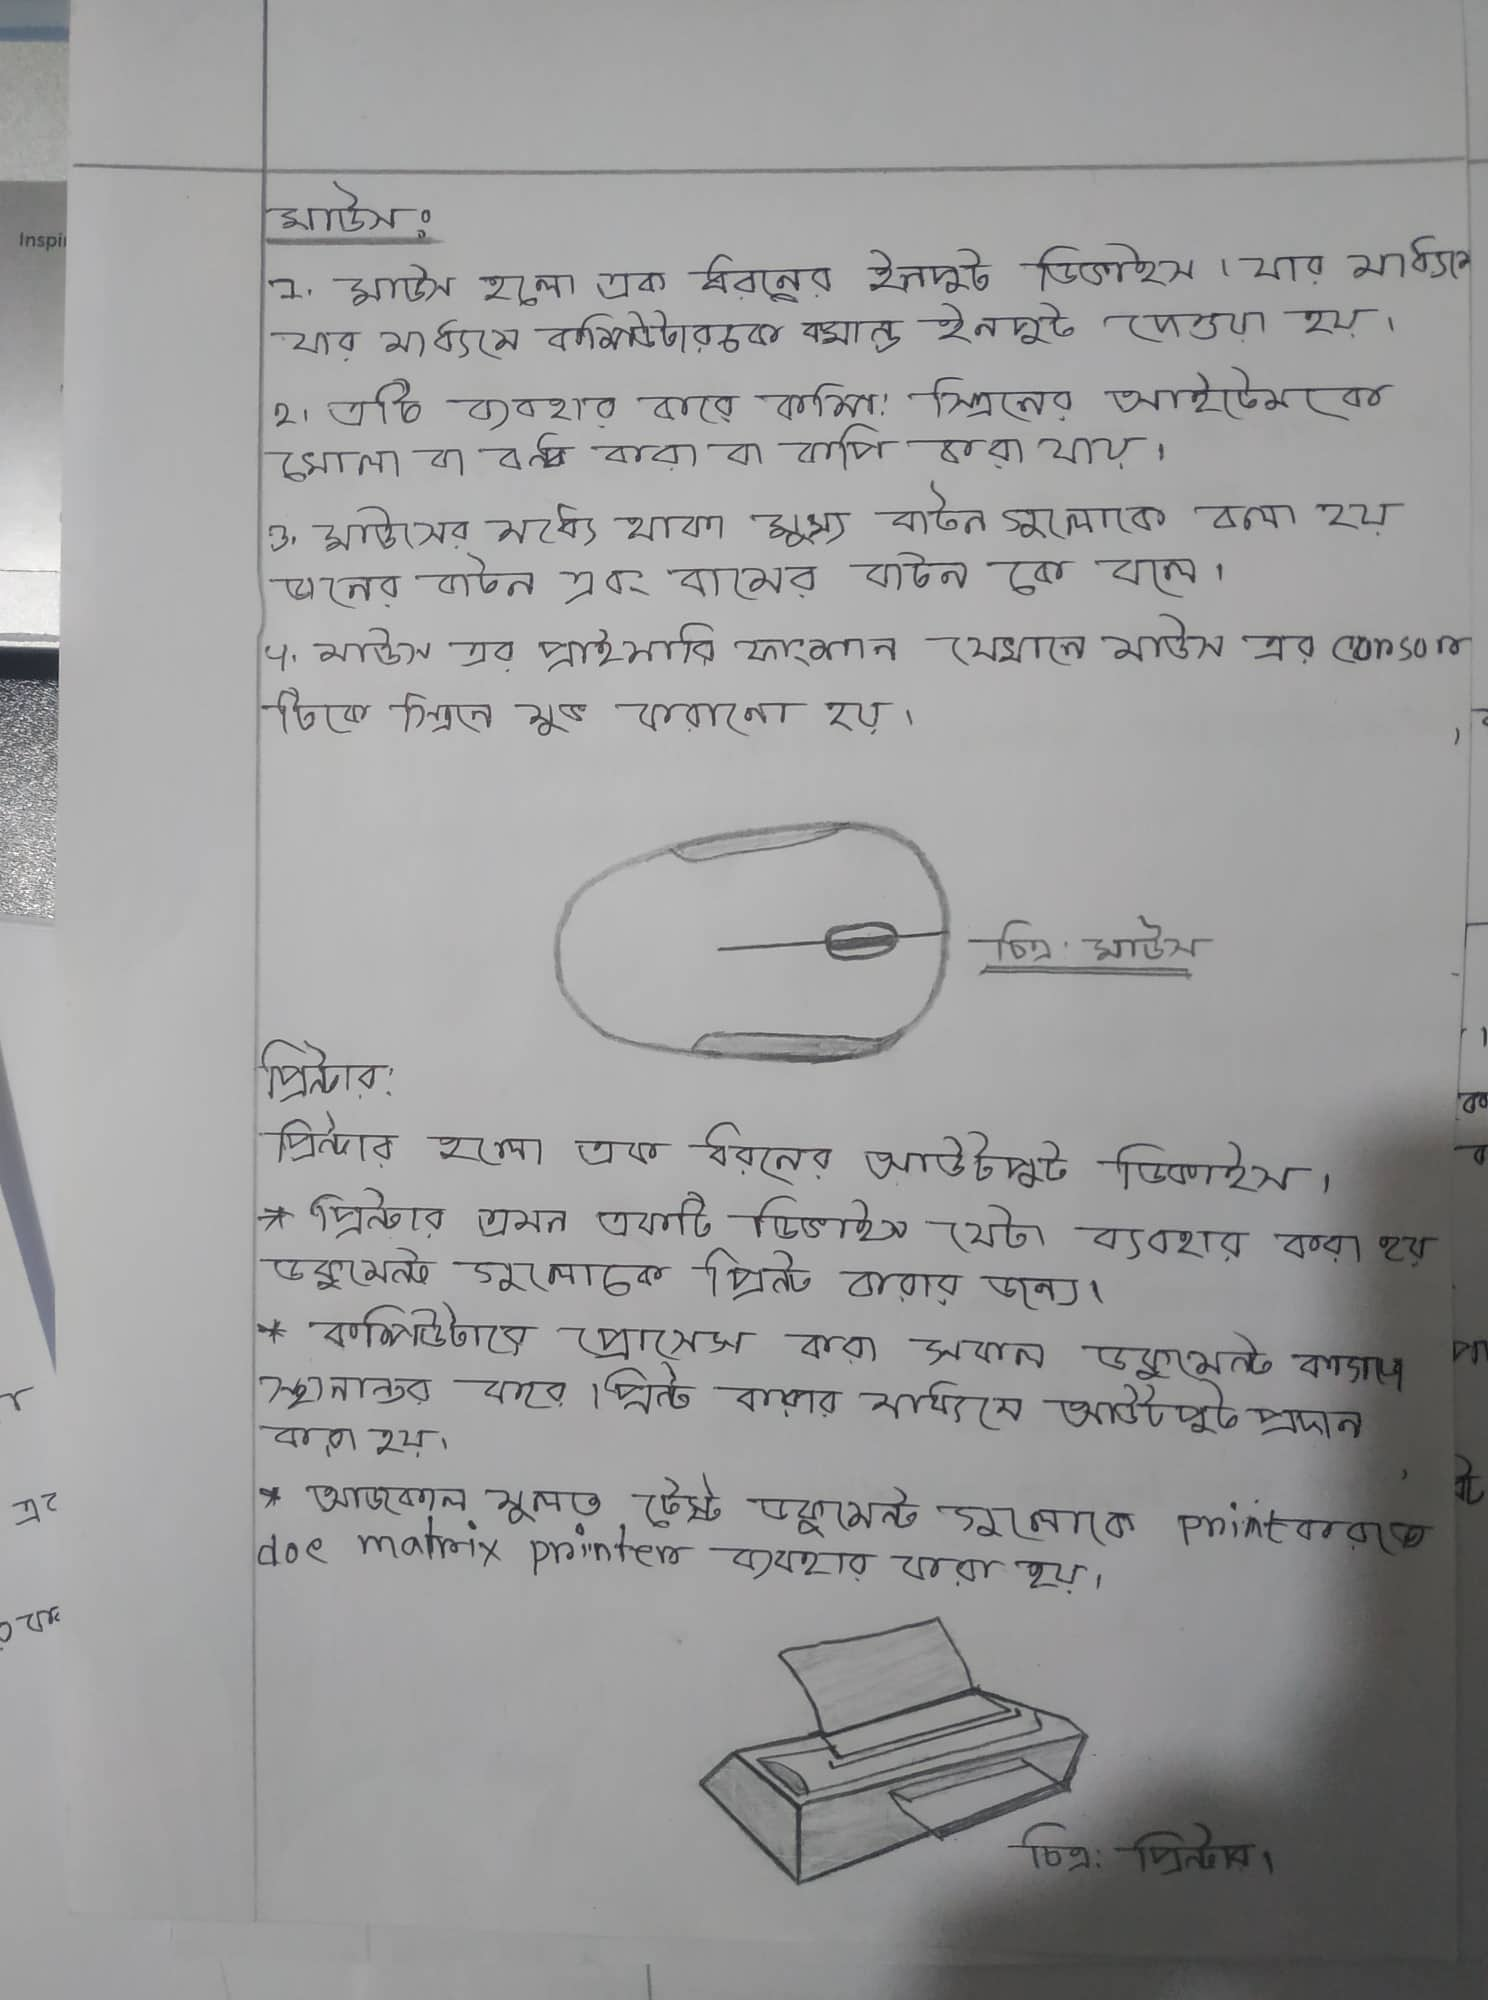 Inspi
মাউস:
১. মাউস হলো এক ধরনের ইনপুট ডিভাইস। যার মাধ্যমে
যার মাধ্যমে কম্পিউটারকে কমান্ড ইনপুট দেওয়া হয়।
২। এটি ব্যবহার করে কম্পি: স্ক্রিনের আইটেমকে
খোলা বা বন্ধ করা বা কপি করা যায়।
৩. মাউসের মধ্যে থাকা মুখ্য বাটন গুলোকে বলা হয়
ডানের বাটন এবং বামের বাটন কে বলে।
৪. মাউস এর প্রাইমারি ফাংশান যেখানে মাউস এর consor
টিকে স্ক্রিনে মুভ করানো হয়।
চিত্র: মাউস
প্রিন্টার:
প্রিন্টার হলো এক ধরনের আউটপুট ডিভাইস।
* প্রিন্টার এমন একটি ডিভাইস যেটা ব্যবহার করা হয়
ডকুমেন্ট গুলোকে প্রিন্ট করার জন্যে।
* কম্পিউটারে প্রোসেস করা সকল ডকুমেন্ট কাগজে
স্থানান্তর করে। প্রিন্ট করার মাধ্যমে আউটপুট প্রদান
করা হয়।
* আজকাল মুলত টেক্সট ডকুমেন্ট গুলোকে print করতে
doe matrix printer ব্যবহার করা হয়।
চিত্র: প্রিন্টার।